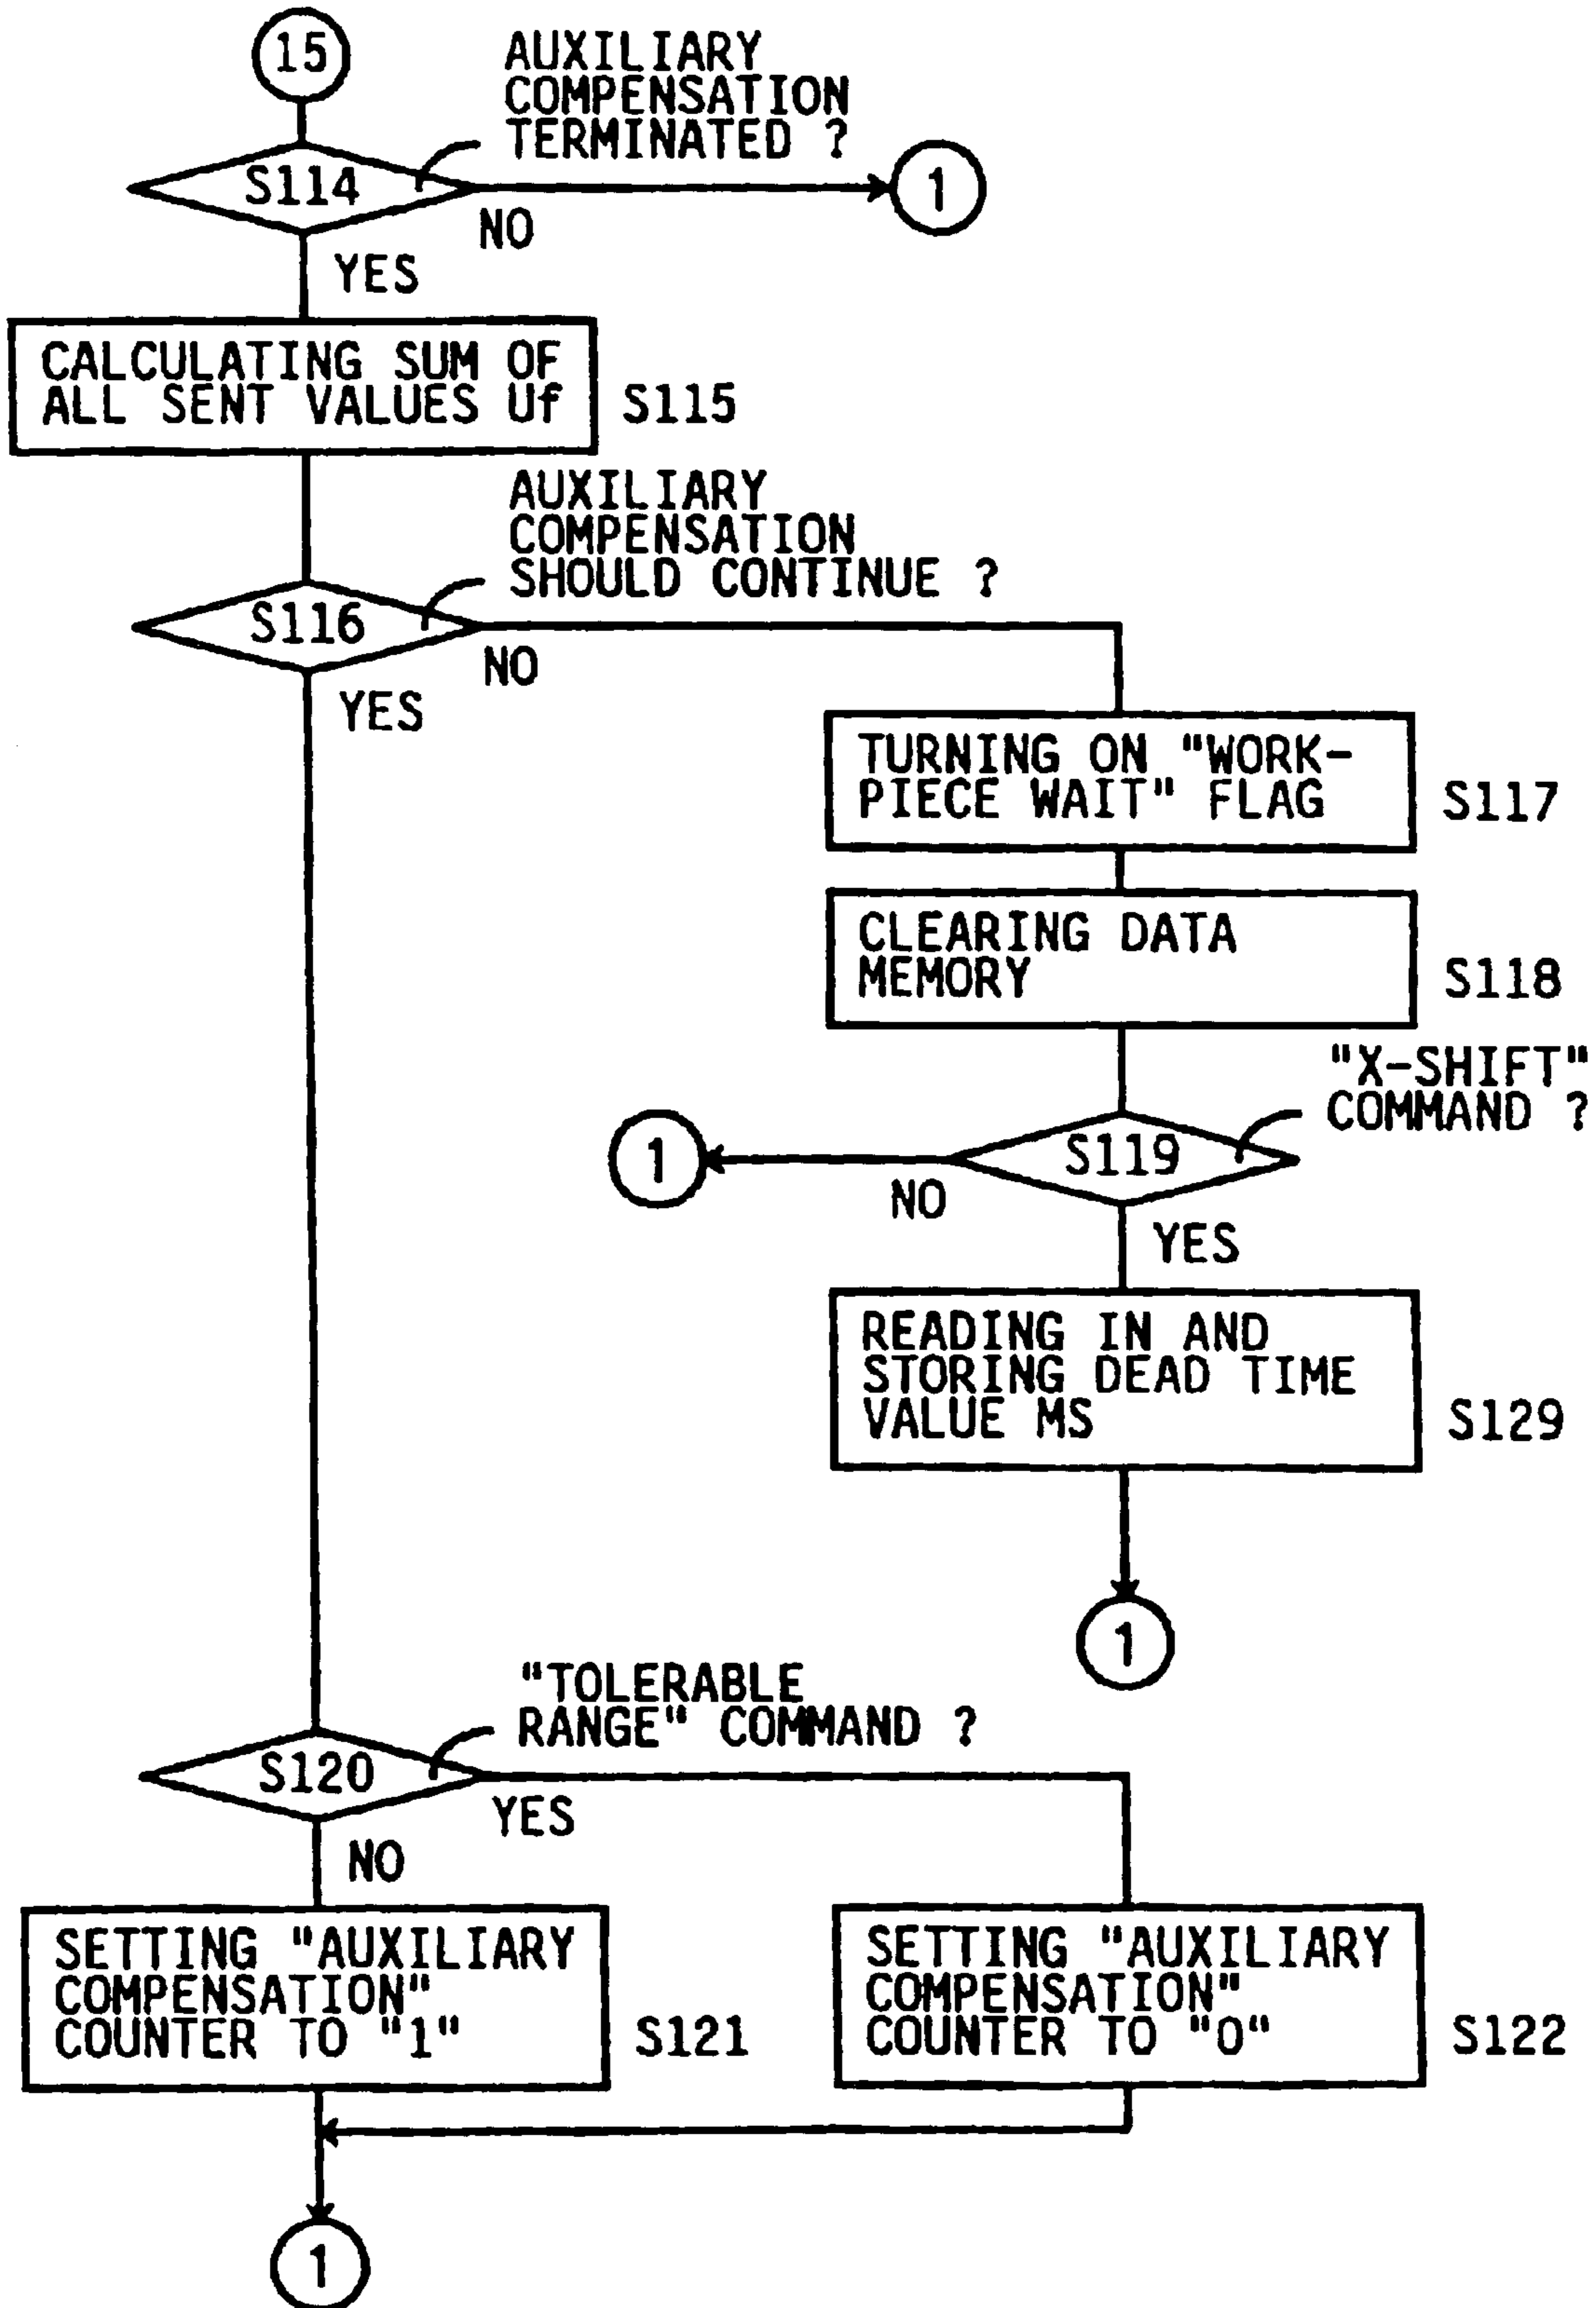 15
AUXILIARY
COMPENSATION
TERMINATED ?
S114
1
NO
YES
CALCULATING SUM OF
ALL SENT VALUES Uf
S115
AUXILIARY
COMPENSATION
SHOULD CONTINUE ?
S116
NO
YES
TURNING ON "WORK-
PIECE WAIT" FLAG
S117
CLEARING DATA
MEMORY
S118
"X-SHIFT"
COMMAND ?
1
S119
NO
YES
READING IN AND
STORING DEAD TIME
VALUE MS
S129
1
"TOLERABLE
RANGE" COMMAND ?
S120
YES
NO
SETTING "AUXILIARY
COMPENSATION"
COUNTER TO "1"
S121
SETTING "AUXILIARY
COMPENSATION"
COUNTER TO "0"
S122
1